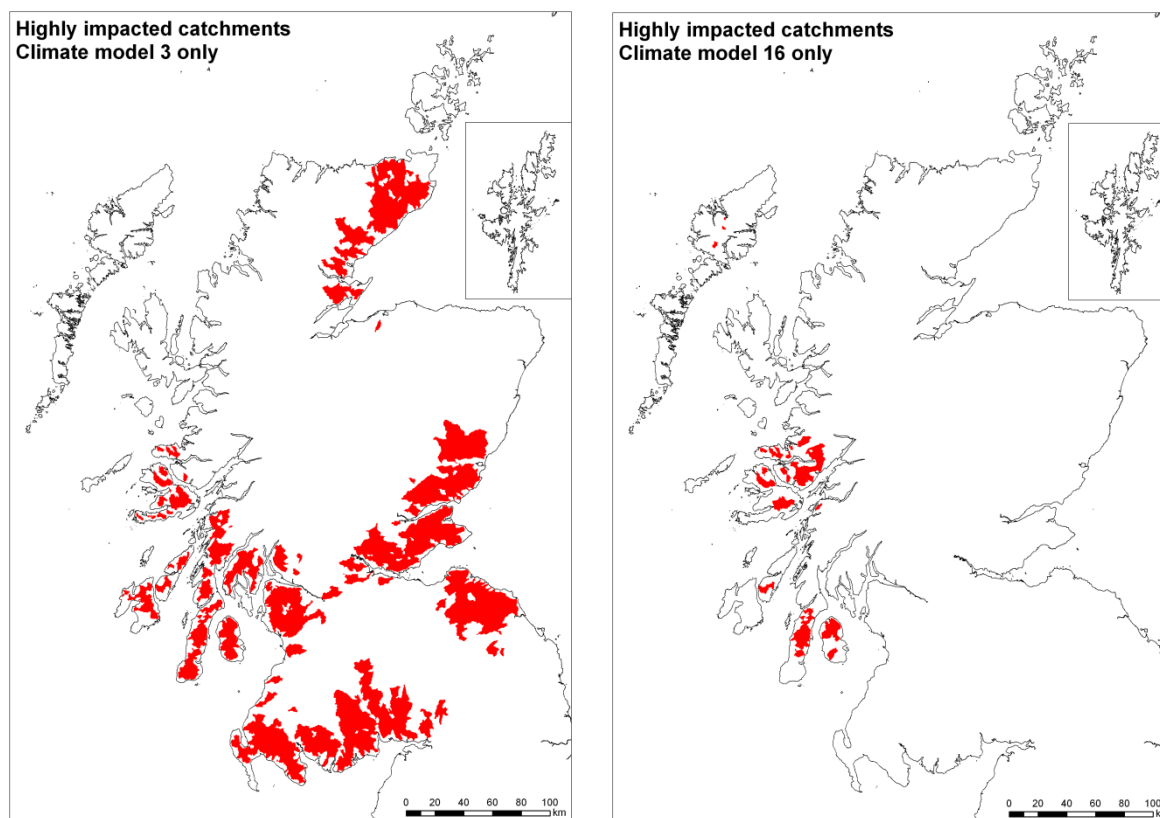 Highly impacted catchments
Climate model 3 only
0 20 40 60 80 100
km
Highly impacted catchments
Climate model 16 only
0 20 40 60 80 100